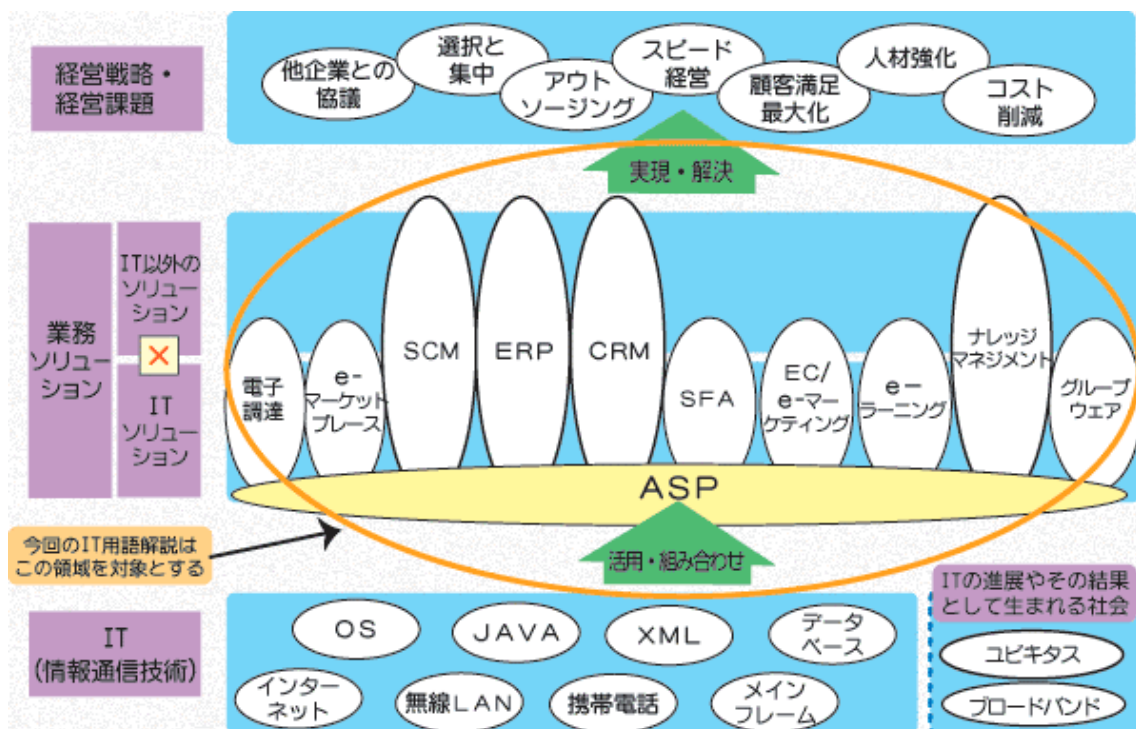 経営戦略・
経営課題
他企業との
協議
選択と
集中
アウト
ソージング
スピード
経営
顧客満足
最大化
人材強化
コスト
削減
実現・解決
業務
ソリュー
ション
IT以外の
ソリュー
ション
×
IT
ソリュー
ション
電子
調達
e-
マーケット
プレース
SCM
ERP
CRM
SFA
EC/
e-マー
ケティング
e-
ラーニング
ナレッジ
マネジメント
グループ
ウェア
ASP
今回のIT用語解説は
この領域を対象とする
活用・組み合わせ
IT
(情報通信技術)
OS
JAVA
XML
データ
ベース
インター
ネット
無線LAN
携帯電話
メイン
フレーム
ITの進展やその結果
として生まれる社会
ユビキタス
ブロードバンド